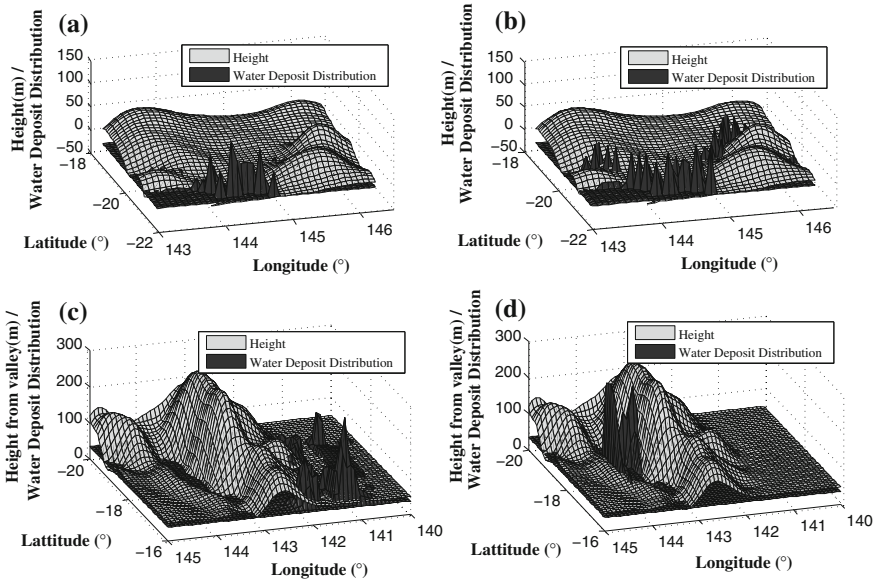 (a)
Height(m) /
Water Deposit Distribution
150
100
50
0
−50
−18
−20
−22
Latitude (°)
143
144
145
146
Longitude (°)
Height
Water Deposit Distribution
(b)
Height(m) /
Water Deposit Distribution
150
100
50
0
−50
−18
−20
−22
Latitude (°)
143
144
145
146
Longitude (°)
Height
Water Deposit Distribution
(c)
Height from valley(m) /
Water Deposit Distribution
300
200
100
0
−20
−18
−16
Lattitude (°)
145
144
143
142
141
140
Longitude (°)
Height
Water Deposit Distribution
(d)
Height from valley(m) /
Water Deposit Distribution
300
200
100
0
−20
−18
−16
Lattitude (°)
145
144
143
142
141
140
Longitude (°)
Height
Water Deposit Distribution